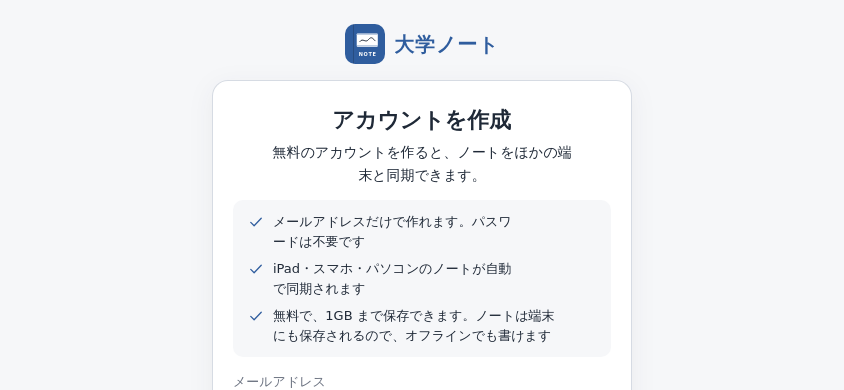 NOTE
大学ノート
アカウントを作成
無料のアカウントを作ると、ノートをほかの端
末と同期できます。
メールアドレスだけで作れます。パスワ
ードは不要です
iPad・スマホ・パソコンのノートが自動
で同期されます
無料で、1GB まで保存できます。ノートは端末
にも保存されるので、オフラインでも書けます
メールアドレス